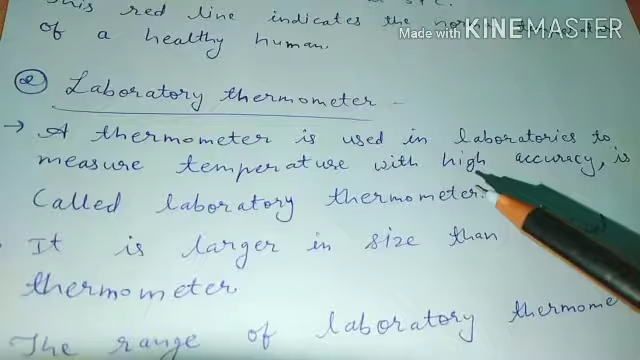 This red line indicates the
of a healthy human.
Made with KINEMASTER
② Laboratory thermometer -
→ A thermometer is used in laboratories to
measure temperature with high accuracy, is
called laboratory thermometer.
It is larger in size than
thermometer
The range of laboratory thermome